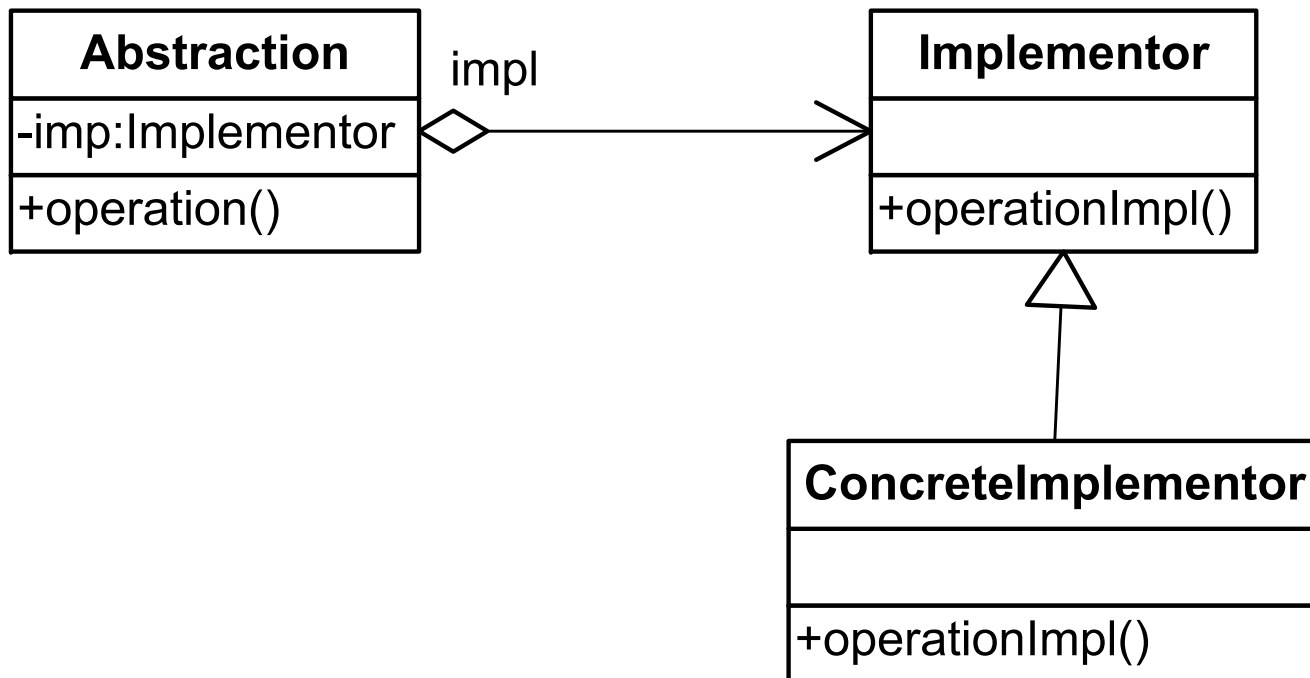 Abstraction
-imp:Implementor
+operation()
impl
Implementor
+operationImpl()
ConcreteImplementor
+operationImpl()